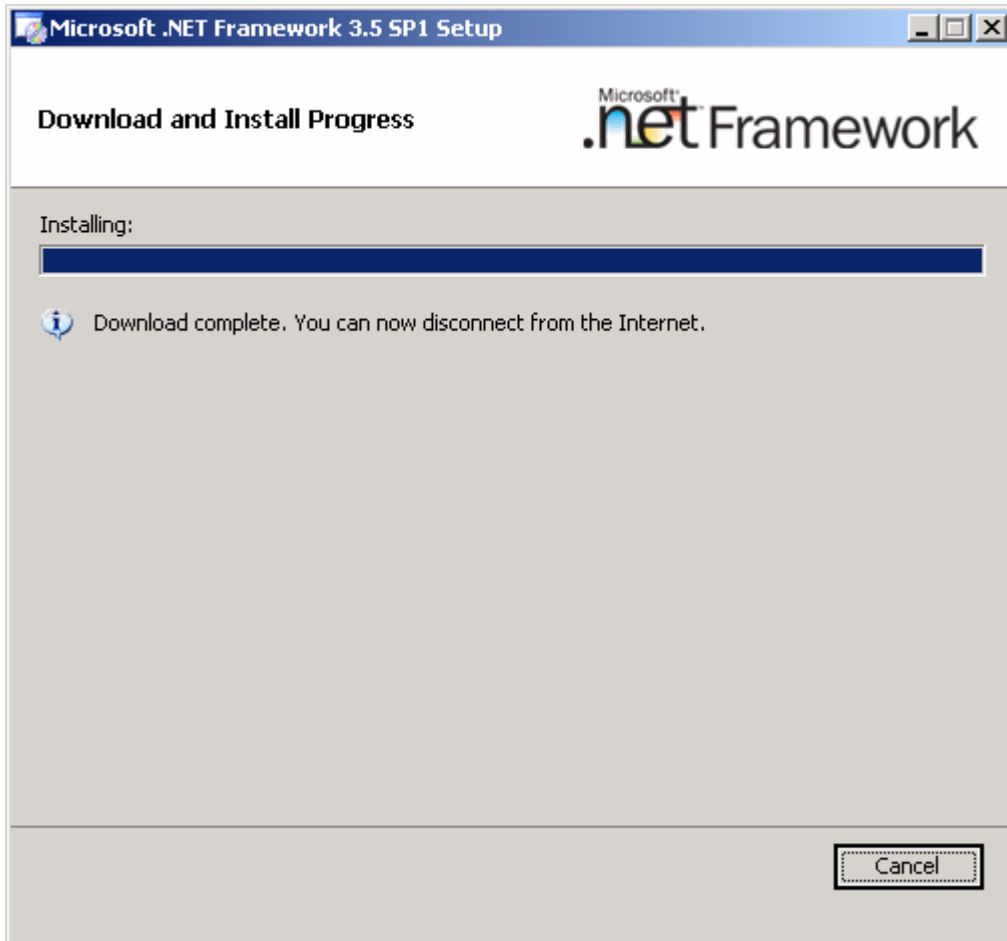 Microsoft .NET Framework 3.5 SP1 Setup
Download and Install Progress
Microsoft
.net Framework
Installing:
Download complete. You can now disconnect from the Internet.
Cancel